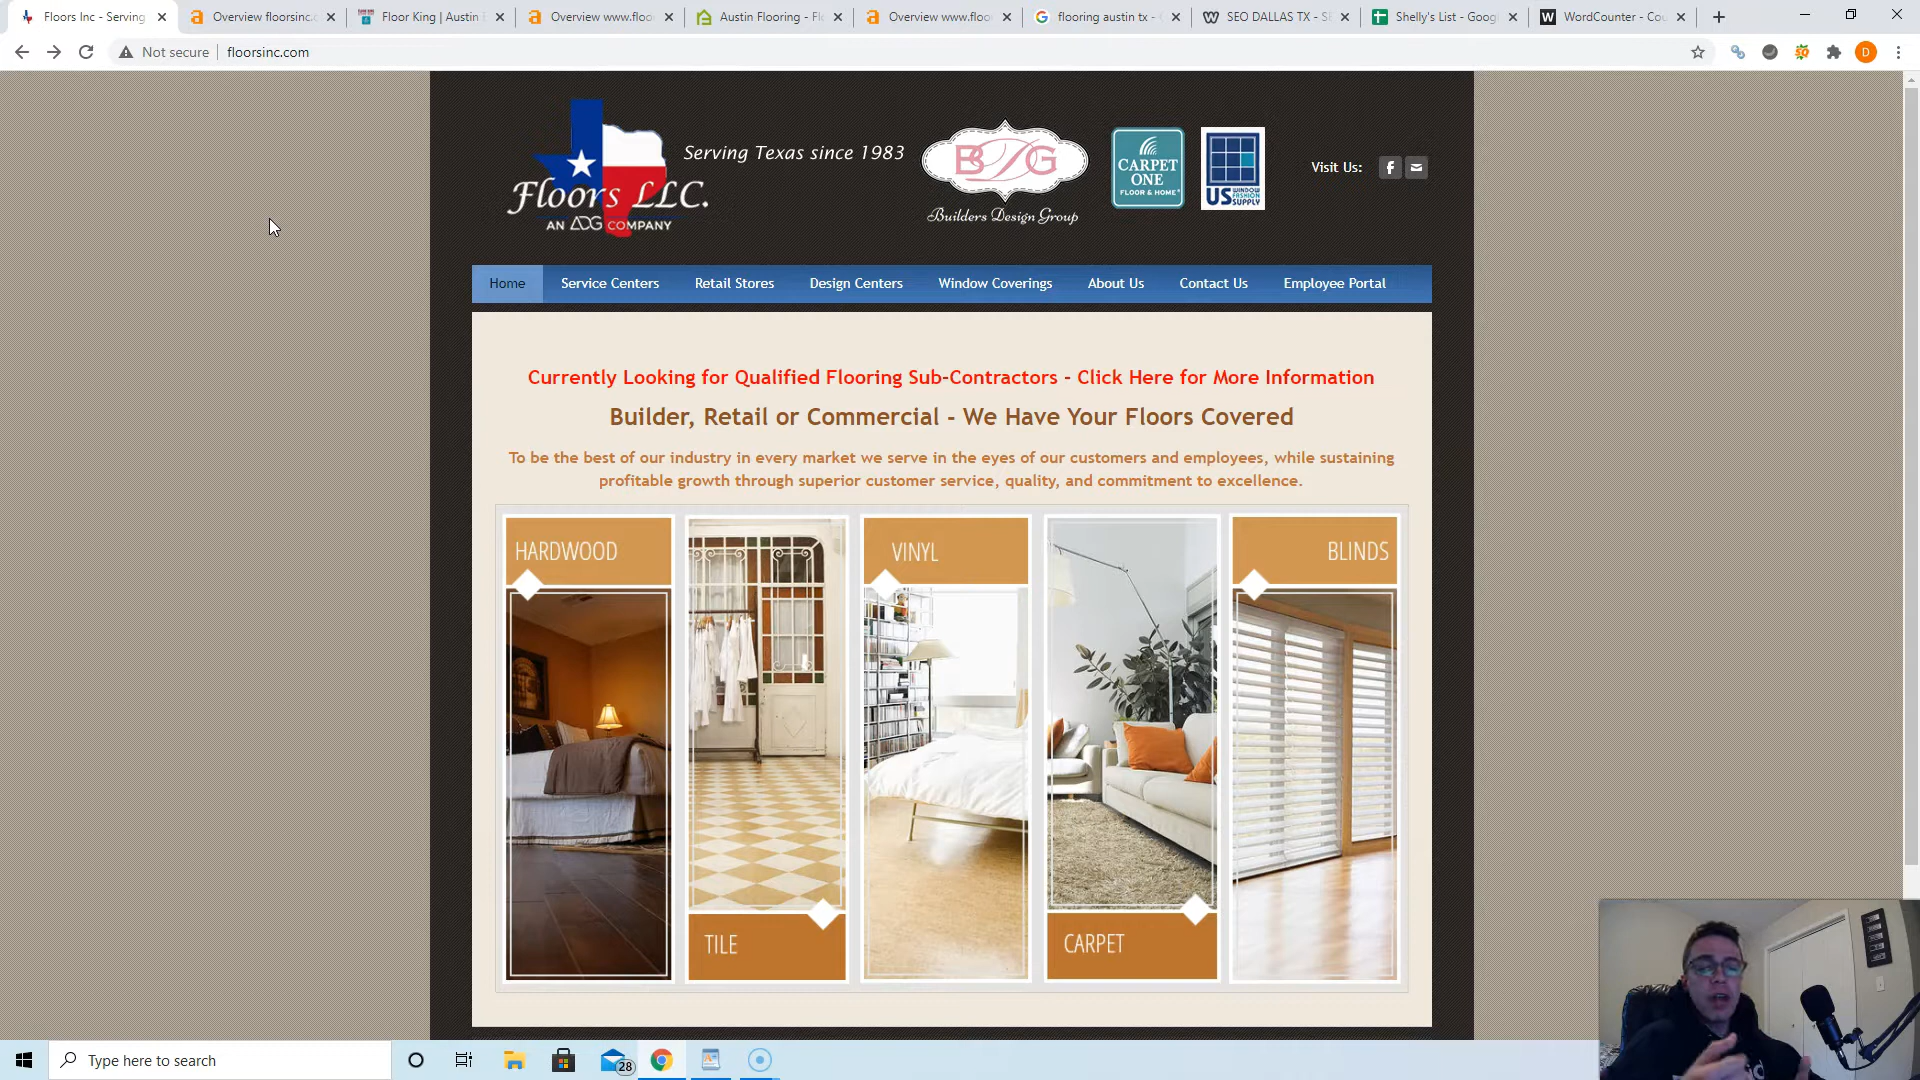 Floors Inc - Serving
Overview floorsinc.c
Floor King | Austin
Overview www.floo
Austin Flooring - Fl
Overview www.floo
flooring austin tx -
SEO DALLAS TX - SE
Shelly's List - Googl
WordCounter - Cou
Not secure
floorsinc.com
D
Floors LLC.
AN ADG COMPANY
Serving Texas since 1983
BDG
Builders Design Group
CARPET
ONE
FLOOR & HOME
US WINDOW
FASHION
SUPPLY
Visit Us:
Home
Service Centers
Retail Stores
Design Centers
Window Coverings
About Us
Contact Us
Employee Portal
Currently Looking for Qualified Flooring Sub-Contractors - Click Here for More Information
Builder, Retail or Commercial - We Have Your Floors Covered
To be the best of our industry in every market we serve in the eyes of our customers and employees, while sustaining
profitable growth through superior customer service, quality, and commitment to excellence.
HARDWOOD
VINYL
BLINDS
TILE
CARPET
Type here to search
28